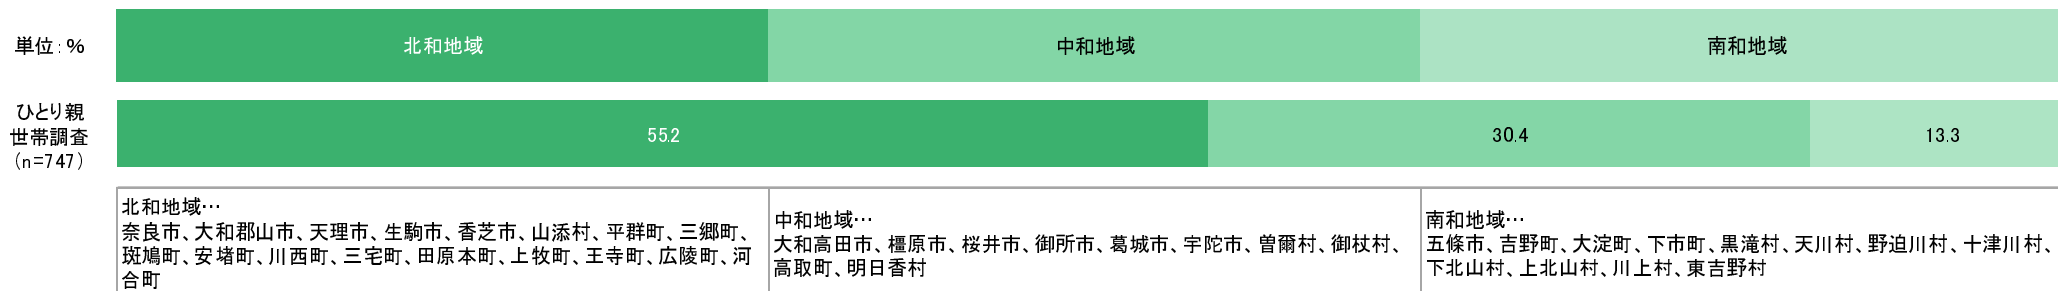 単位：%
北和地域
中和地域
南和地域
ひとり親
世帯調査
（n=747）
55.2
30.4
13.3
北和地域…
奈良市、大和郡山市、天理市、生駒市、香芝市、山添村、平群町、三郷町、
斑鳩町、安堵町、川西町、三宅町、田原本町、上牧町、王寺町、広陵町、河
合町
中和地域…
大和高田市、橿原市、桜井市、御所市、葛城市、宇陀市、曽爾村、御杖村、
高取町、明日香村
南和地域…
五條市、吉野町、大淀町、下市町、黒滝村、天川村、野迫川村、十津川村、
下北山村、上北山村、川上村、東吉野村